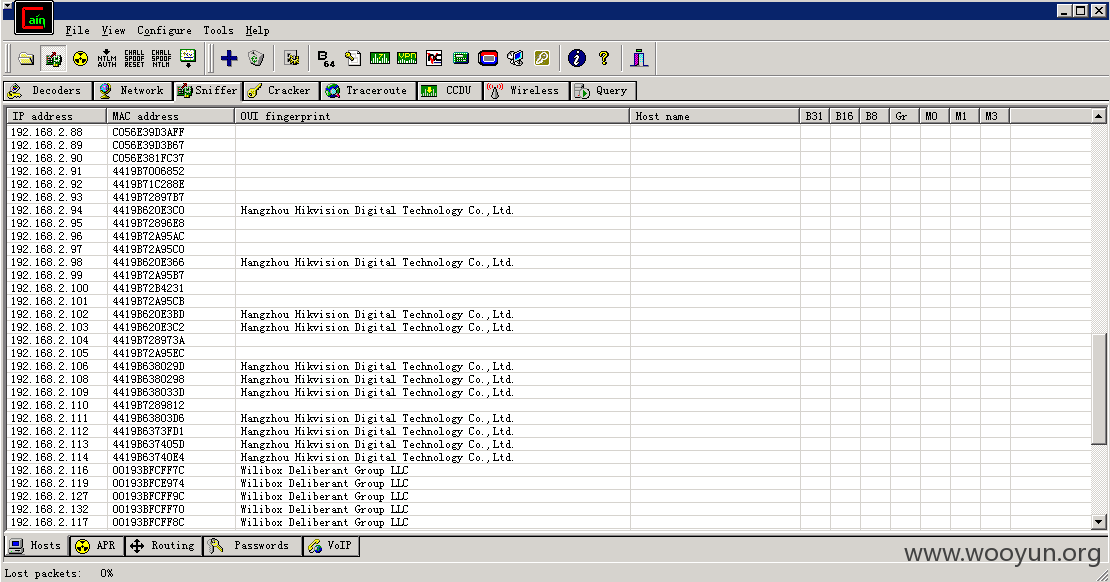 Cain
File View Configure Tools Help
NTLM AUTH CHALL SPOOF RESET CHALL SPOOF NTLM B 64
Decoders Network Sniffer Cracker Traceroute CCDU Wireless Query
IP address MAC address OUI fingerprint Host name B31 B16 B8 Gr M0 M1 M3
192.168.2.88 C056E39D3AFF
192.168.2.89 C056E39D3B67
192.168.2.90 C056E381FC37
192.168.2.91 4419B7006852
192.168.2.92 4419B71C288E
192.168.2.93 4419B72897B7
192.168.2.94 4419B620E3C0 Hangzhou Hikvision Digital Technology Co.,Ltd.
192.168.2.95 4419B72896E8
192.168.2.96 4419B72A95AC
192.168.2.97 4419B72A95C0
192.168.2.98 4419B620E366 Hangzhou Hikvision Digital Technology Co.,Ltd.
192.168.2.99 4419B72A95B7
192.168.2.100 4419B72B4231
192.168.2.101 4419B72A95CB
192.168.2.102 4419B620E3BD Hangzhou Hikvision Digital Technology Co.,Ltd.
192.168.2.103 4419B620E3C2 Hangzhou Hikvision Digital Technology Co.,Ltd.
192.168.2.104 4419B728973A
192.168.2.105 4419B72A95EC
192.168.2.106 4419B638029D Hangzhou Hikvision Digital Technology Co.,Ltd.
192.168.2.108 4419B6380298 Hangzhou Hikvision Digital Technology Co.,Ltd.
192.168.2.109 4419B638033D Hangzhou Hikvision Digital Technology Co.,Ltd.
192.168.2.110 4419B7289812
192.168.2.111 4419B63803D6 Hangzhou Hikvision Digital Technology Co.,Ltd.
192.168.2.112 4419B6373FD1 Hangzhou Hikvision Digital Technology Co.,Ltd.
192.168.2.113 4419B637405D Hangzhou Hikvision Digital Technology Co.,Ltd.
192.168.2.114 4419B63740E4 Hangzhou Hikvision Digital Technology Co.,Ltd.
192.168.2.116 00193BFCFF7C Wilibox Deliberant Group LLC
192.168.2.119 00193BFCE974 Wilibox Deliberant Group LLC
192.168.2.127 00193BFCFF9C Wilibox Deliberant Group LLC
192.168.2.132 00193BFCFF70 Wilibox Deliberant Group LLC
192.168.2.117 00193BFCFF8C Wilibox Deliberant Group LLC
Hosts APR Routing Passwords VoIP
www.wooyun.org
Lost packets: 0%